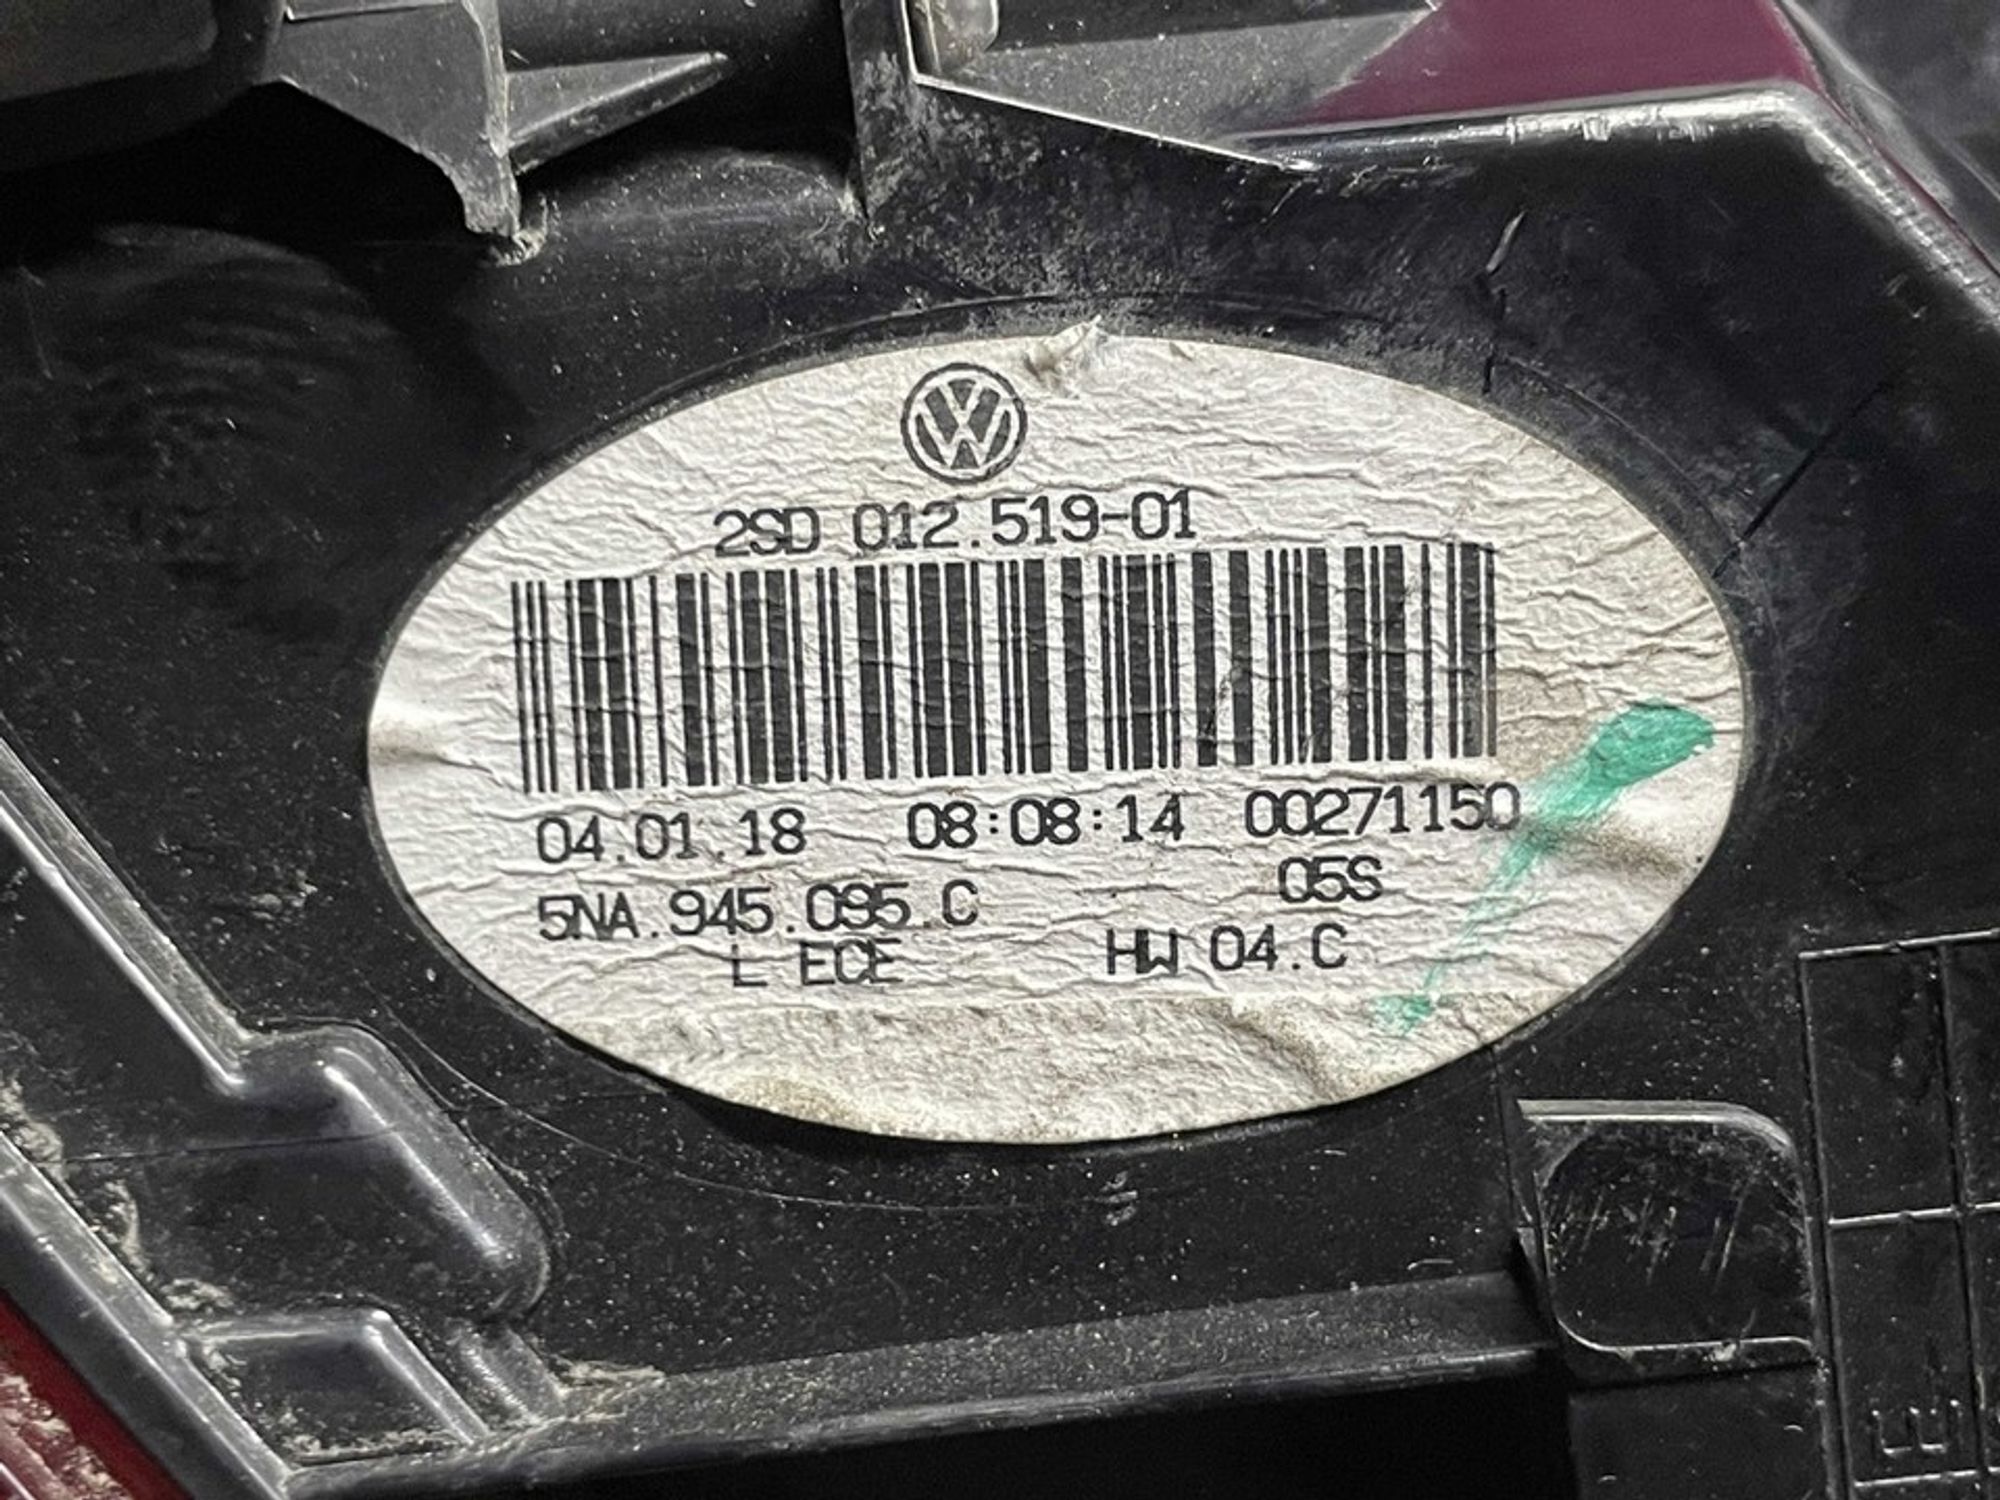 2SD 012.519-01
04.01.18 08:08:14 00271150
05S
5NA.945.095.C
L ECE HW 04.C
E